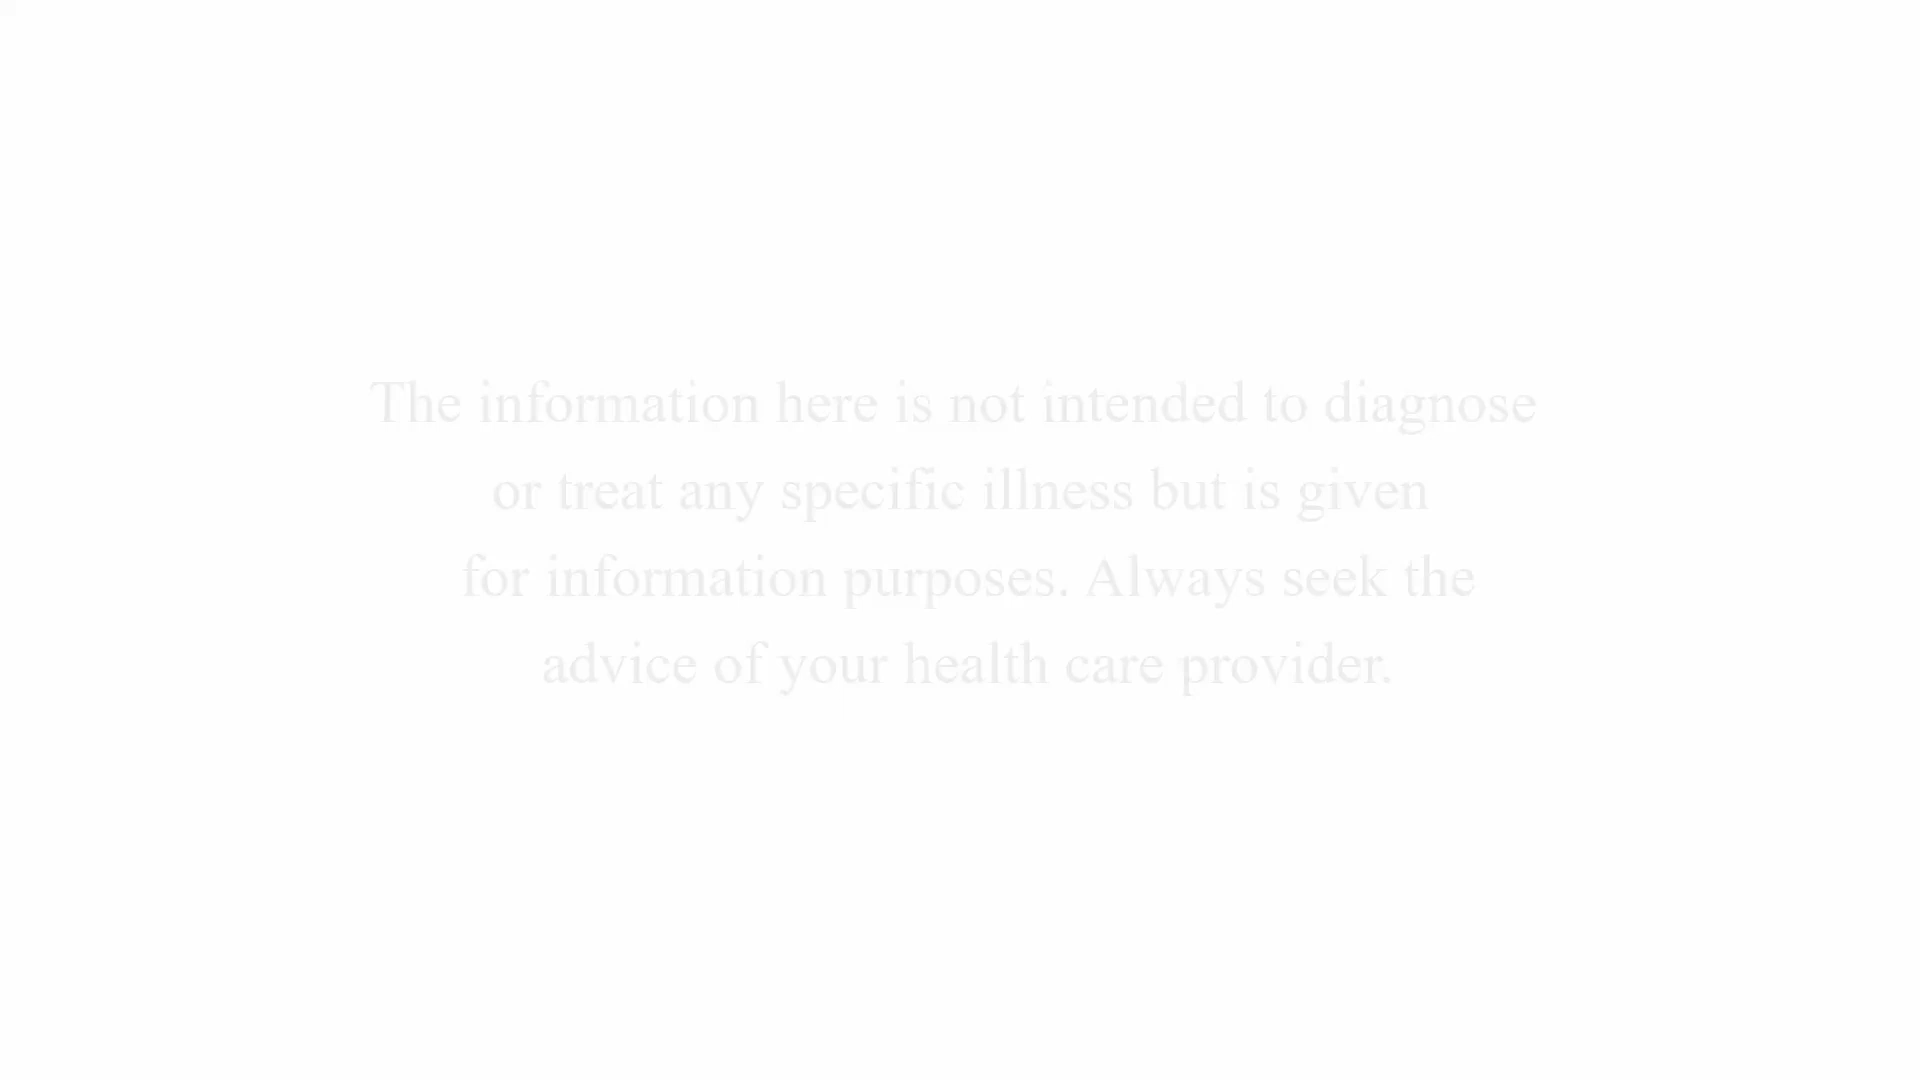 The information here is not intended to diagnose
or treat any specific illness but is given
for information purposes. Always seek the
advice of your health care provider.